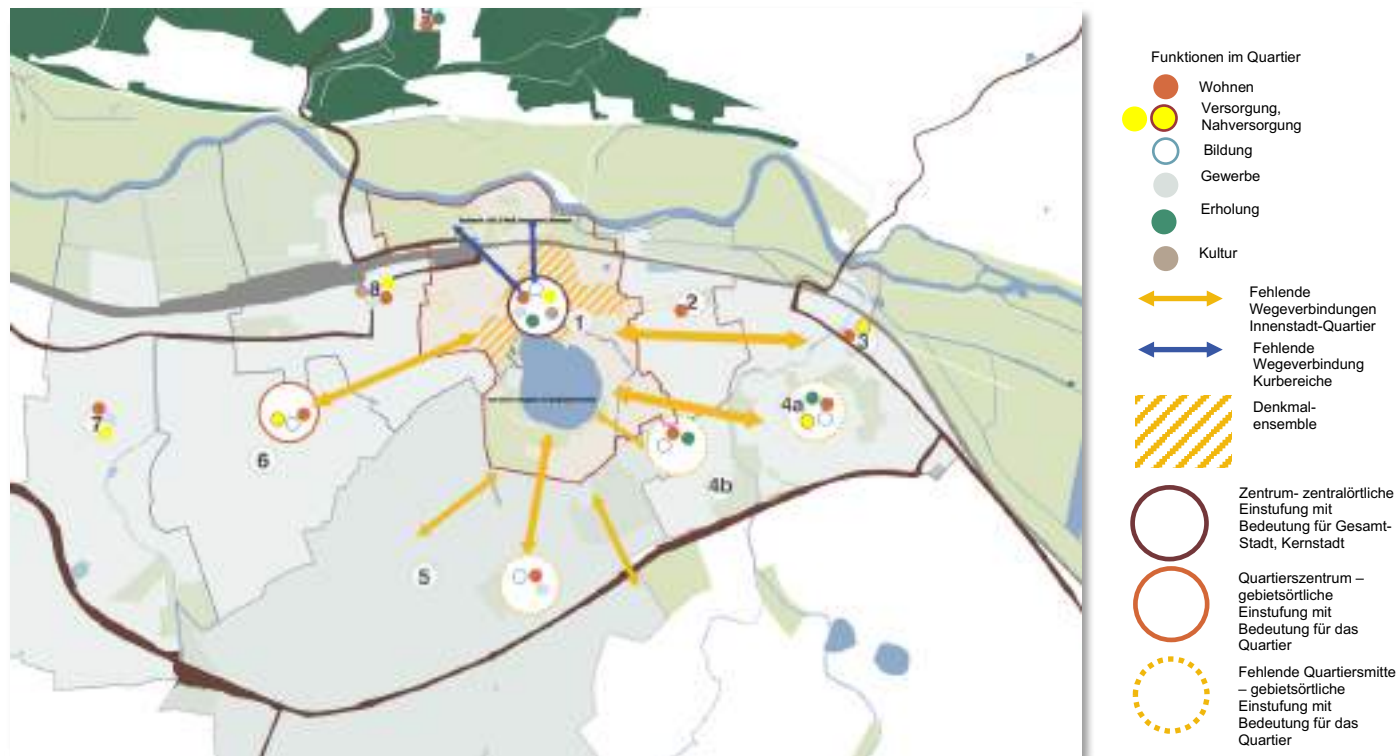 Funktionen im Quartier
Wohnen
Versorgung,
Nahversorgung
Bildung
Gewerbe
Erholung
Kultur
Fehlende
Wegeverbindungen
Innenstadt-Quartier
Fehlende
Wegeverbindung
Kurbereiche
Denkmal-
ensemble
Zentrum- zentralörtliche
Einstufung mit
Bedeutung für Gesamt-
Stadt, Kernstadt
Quartierszentrum –
gebietsörtliche
Einstufung mit
Bedeutung für das
Quartier
Fehlende Quartiersmitte
– gebietsörtliche
Einstufung mit
Bedeutung für das
Quartier
8
2
1
3
4a
7
6
4b
5